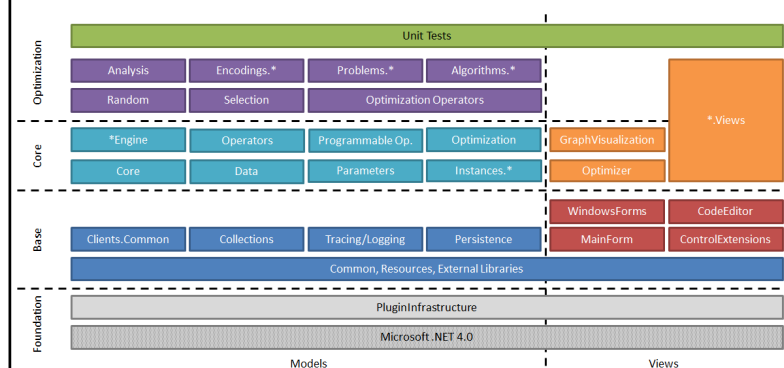 Unit Tests
Optimization
Analysis
Encodings.*
Problems.*
Algorithms.*
Random
Selection
Optimization Operators
*.Views
Core
*Engine
Operators
Programmable Op.
Optimization
GraphVisualization
Core
Data
Parameters
Instances.*
Optimizer
Base
WindowsForms
CodeEditor
Clients.Common
Collections
Tracing/Logging
Persistence
MainForm
ControlExtensions
Common, Resources, External Libraries
Foundation
PluginInfrastructure
Microsoft .NET 4.0
Models
Views